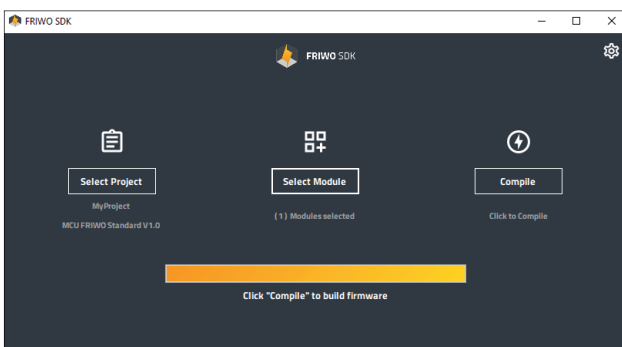 FRIWO SDK
FRIWO SDK
Select Project
Select Module
Compile
MyProject
MCU FRIWO Standard V1.0
( 1 ) Modules selected
Click to Compile
Click "Compile" to build firmware